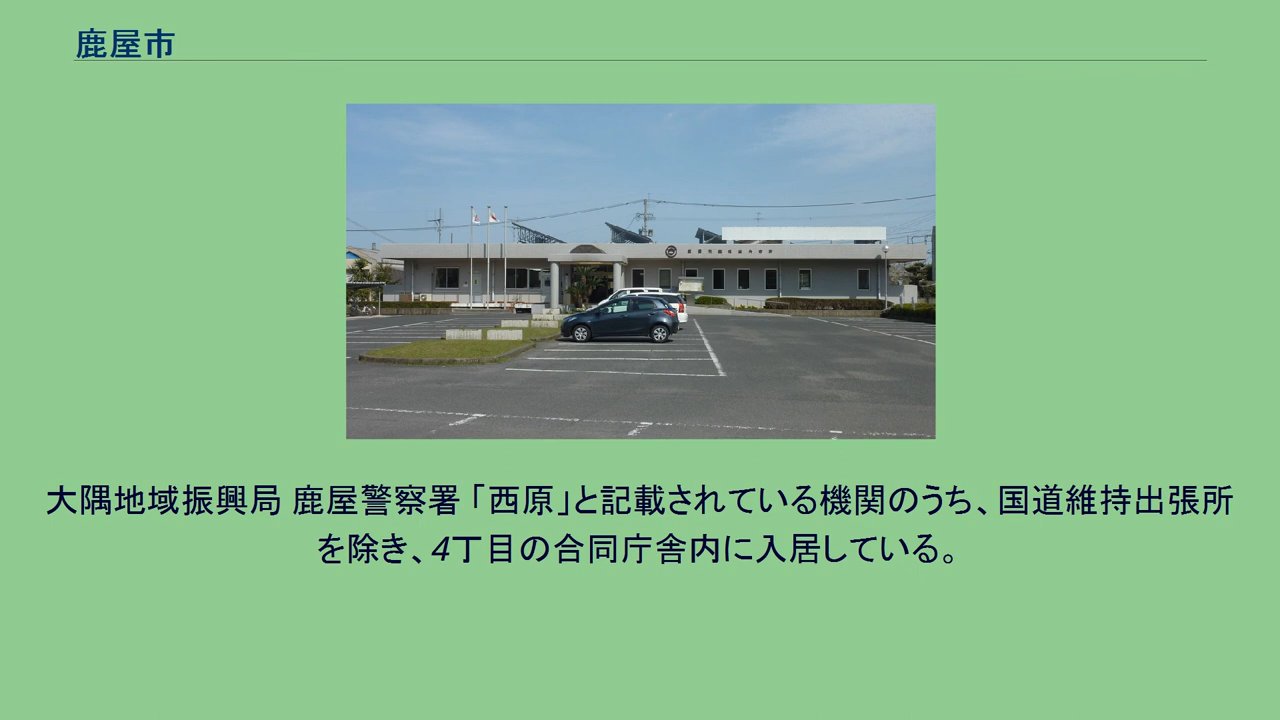 鹿屋市
大隅地域振興局 鹿屋警察署 「西原」と記載されている機関のうち、国道維持出張所
を除き、4丁目の合同庁舎内に入居している。